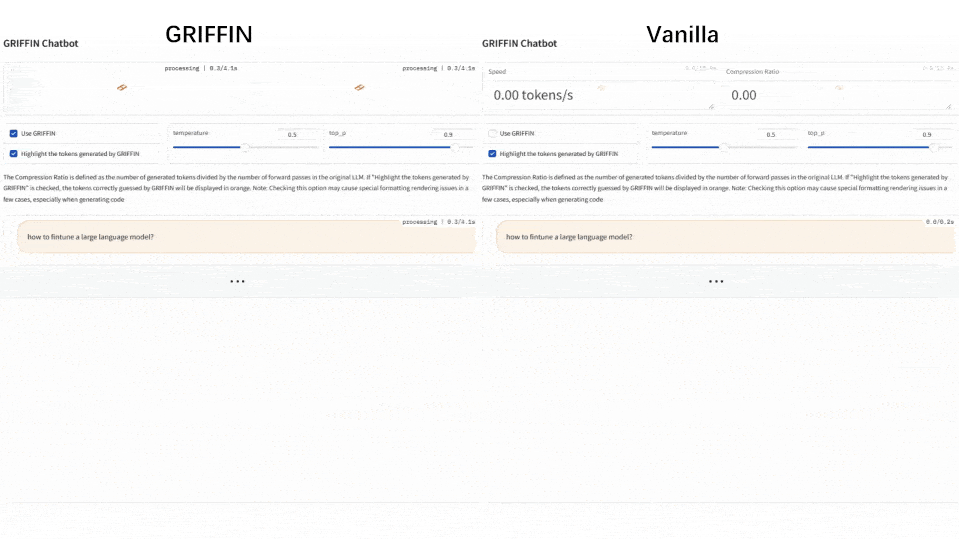 GRIFFIN
GRIFFIN Chatbot
processing | 0.3/4.1s
processing | 0.3/4.1s
Use GRIFFIN
Highlight the tokens generated by GRIFFIN
temperature
0.5
top_p
0.9
The Compression Ratio is defined as the number of generated tokens divided by the number of forward passes in the original LLM. If "Highlight the tokens generated by
GRIFFIN" is checked, the tokens correctly guessed by GRIFFIN will be displayed in orange. Note: Checking this option may cause special formatting rendering issues in a
few cases, especially when generating code
processing | 0.3/4.1s
how to fintune a large language model?
Vanilla
GRIFFIN Chatbot
Speed
0.00 tokens/s
Compression Ratio
0.00
Use GRIFFIN
Highlight the tokens generated by GRIFFIN
temperature
0.5
top_p
0.9
The Compression Ratio is defined as the number of generated tokens divided by the number of forward passes in the original LLM. If "Highlight the tokens generated by
GRIFFIN" is checked, the tokens correctly guessed by GRIFFIN will be displayed in orange. Note: Checking this option may cause special formatting rendering issues in a
few cases, especially when generating code
how to fintune a large language model?